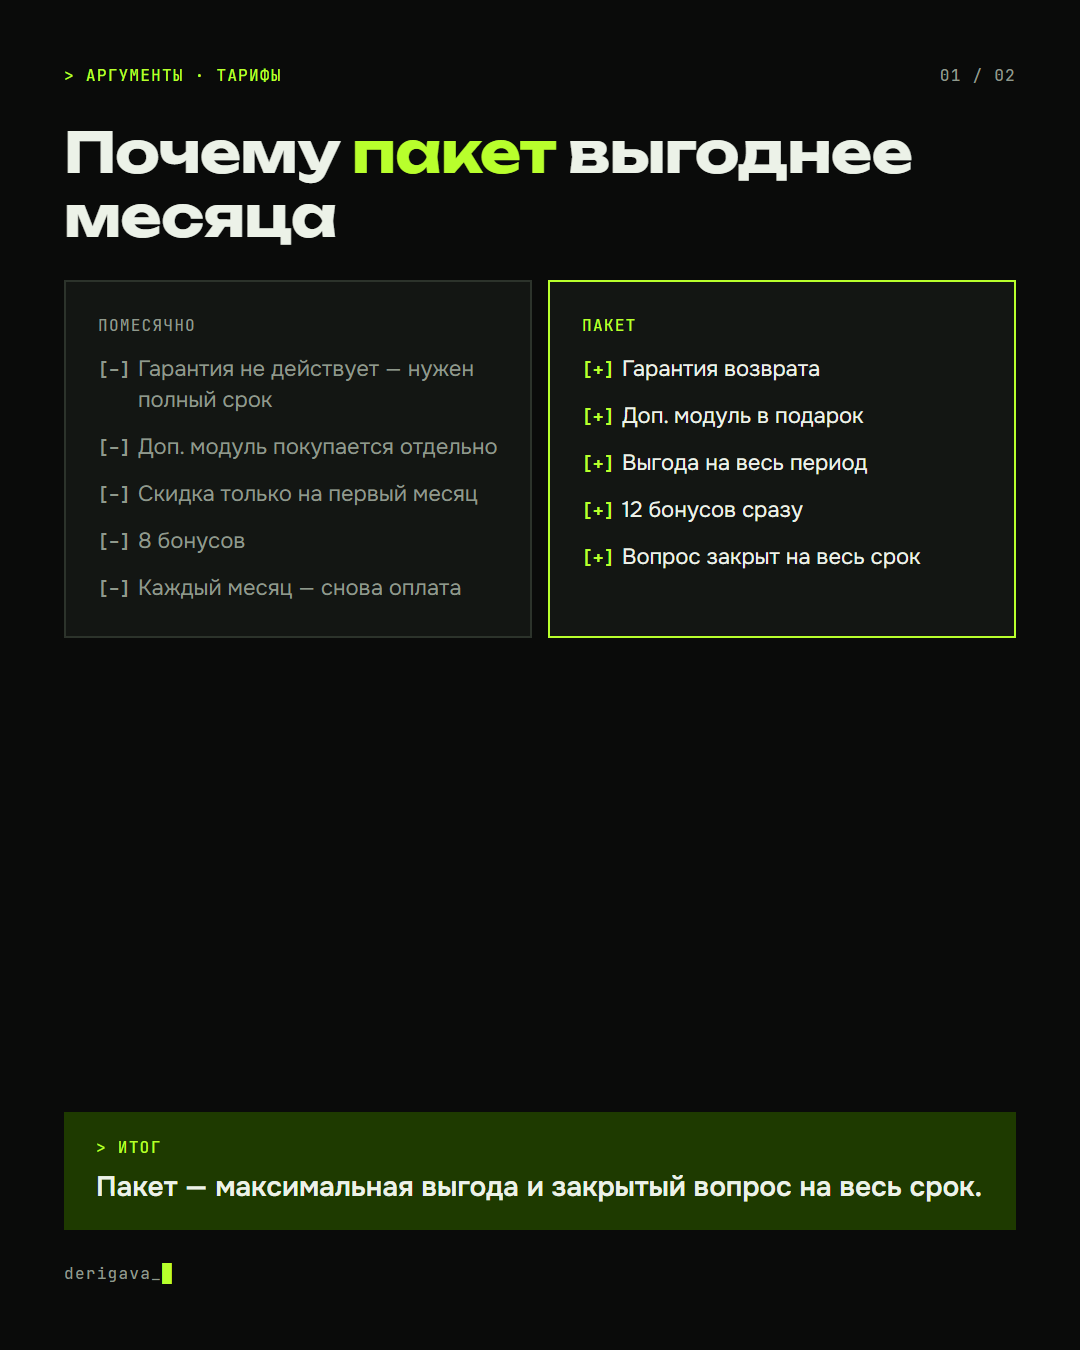 > АРГУМЕНТЫ · ТАРИФЫ
01 / 02
Почему пакет выгоднее
месяца
ПОМЕСЯЧНО
[-] Гарантия не действует — нужен
полный срок
[-] Доп. модуль покупается отдельно
[-] Скидка только на первый месяц
[-] 8 бонусов
[-] Каждый месяц — снова оплата
ПАКЕТ
[+] Гарантия возврата
[+] Доп. модуль в подарок
[+] Выгода на весь период
[+] 12 бонусов сразу
[+] Вопрос закрыт на весь срок
> ИТОГ
Пакет — максимальная выгода и закрытый вопрос на весь срок.
derigava_